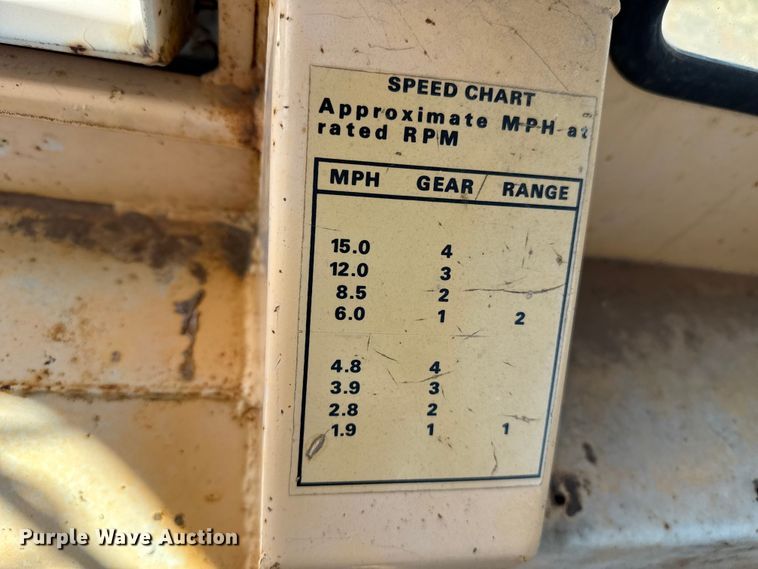 SPEED CHART
Approximate MPH at
rated RPM
MPH GEAR RANGE
15.0 4
12.0 3
8.5 2
6.0 1 2
4.8 4
3.9 3
2.8 2
1.9 1 1
Purple Wave Auction